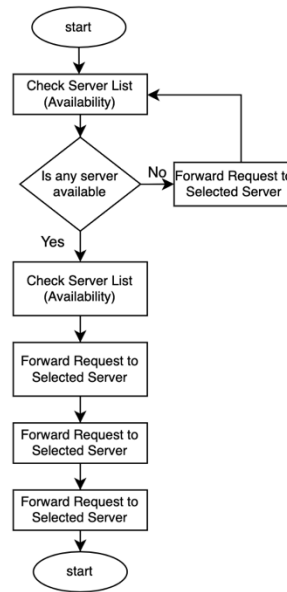 start
Check Server List
(Availability)
Is any server
available
No
Forward Request to
Selected Server
Yes
Check Server List
(Availability)
Forward Request to
Selected Server
Forward Request to
Selected Server
Forward Request to
Selected Server
start